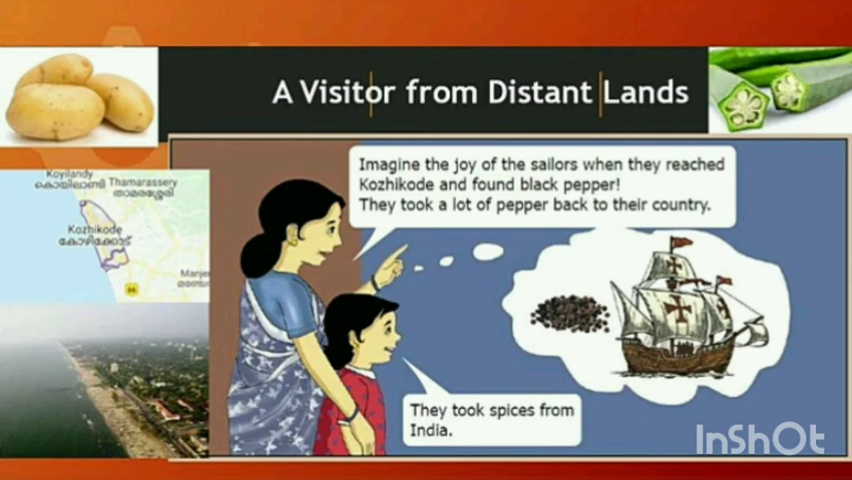 A Visitor from Distant Lands
Imagine the joy of the sailors when they reached
Kozhikode and found black pepper!
They took a lot of pepper back to their country.
Koyilandy
കൊയിലാണ്ടി
Thamarassery
താമരശ്ശേരി
Kozhikode
കോഴിക്കോട്
Manjer
66
They took spices from
India.
InShOt